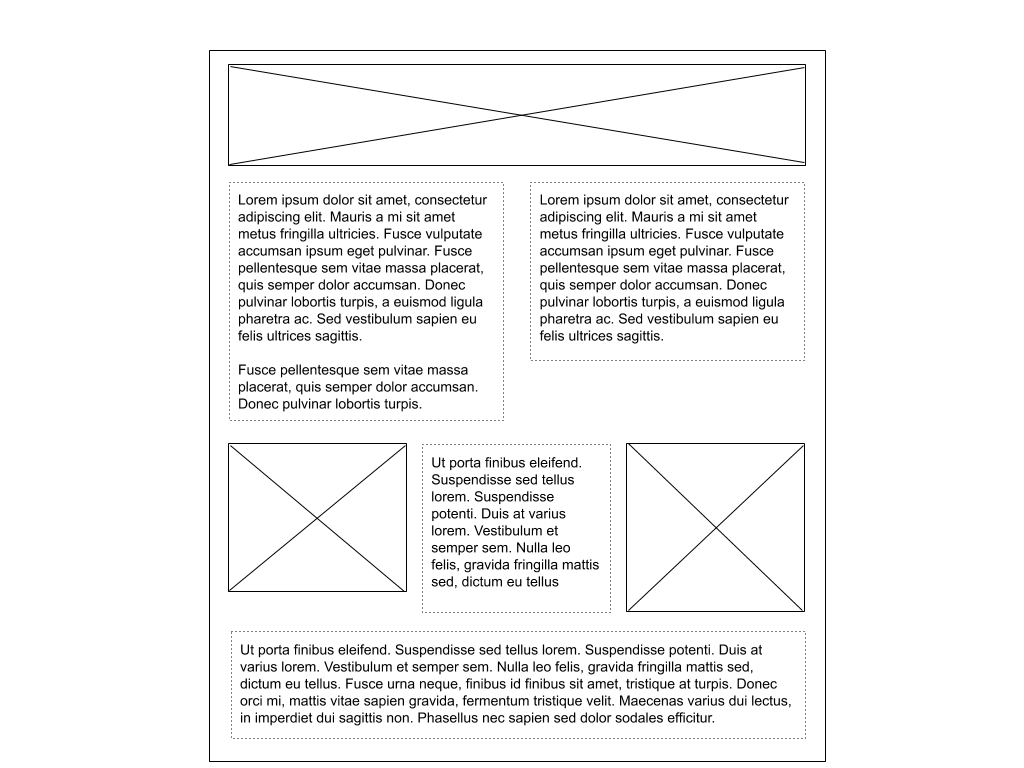 Lorem ipsum dolor sit amet, consectetur
adipiscing elit. Mauris a mi sit amet
metus fringilla ultricies. Fusce vulputate
accumsan ipsum eget pulvinar. Fusce
pellentesque sem vitae massa placerat,
quis semper dolor accumsan. Donec
pulvinar lobortis turpis, a euismod ligula
pharetra ac. Sed vestibulum sapien eu
felis ultrices sagittis.
Fusce pellentesque sem vitae massa
placerat, quis semper dolor accumsan.
Donec pulvinar lobortis turpis.
Lorem ipsum dolor sit amet, consectetur
adipiscing elit. Mauris a mi sit amet
metus fringilla ultricies. Fusce vulputate
accumsan ipsum eget pulvinar. Fusce
pellentesque sem vitae massa placerat,
quis semper dolor accumsan. Donec
pulvinar lobortis turpis, a euismod ligula
pharetra ac. Sed vestibulum sapien eu
felis ultrices sagittis.
Ut porta finibus eleifend.
Suspendisse sed tellus
lorem. Suspendisse
potenti. Duis at varius
lorem. Vestibulum et
semper sem. Nulla leo
felis, gravida fringilla mattis
sed, dictum eu tellus
Ut porta finibus eleifend. Suspendisse sed tellus lorem. Suspendisse potenti. Duis at
varius lorem. Vestibulum et semper sem. Nulla leo felis, gravida fringilla mattis sed,
dictum eu tellus. Fusce urna neque, finibus id finibus sit amet, tristique at turpis. Donec
orci mi, mattis vitae sapien gravida, fermentum tristique velit. Maecenas varius dui lectus,
in imperdiet dui sagittis non. Phasellus nec sapien sed dolor sodales efficitur.